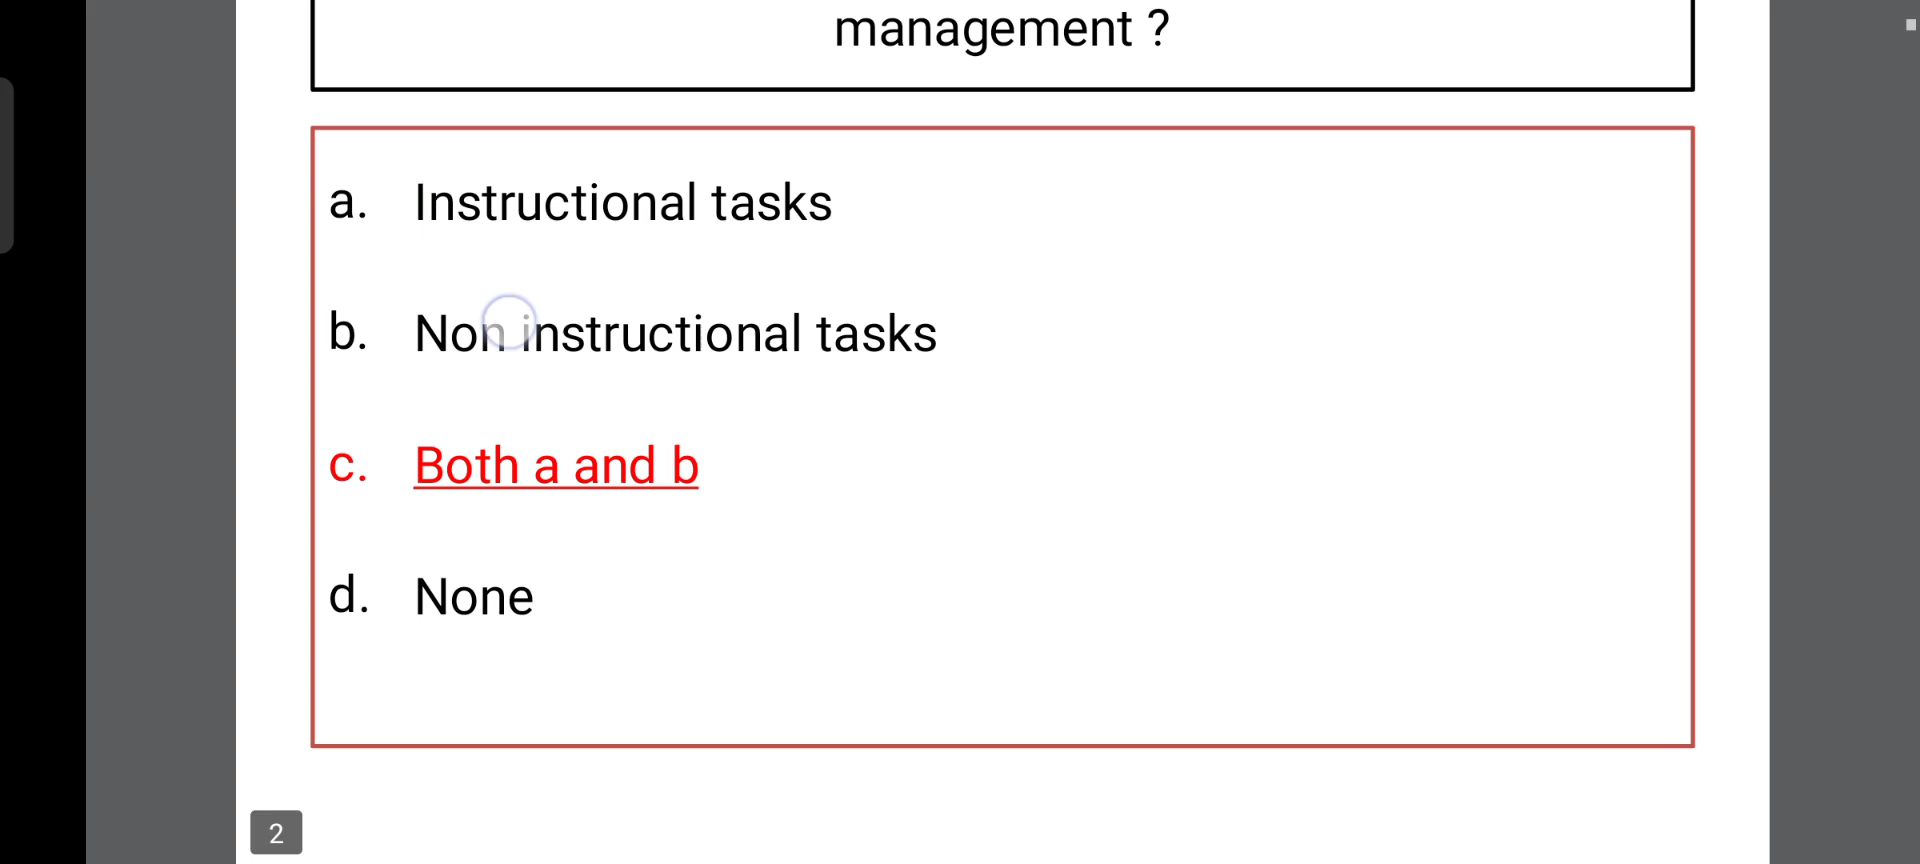 management ?
a. Instructional tasks
b. Non instructional tasks
c. Both a and b
d. None
2